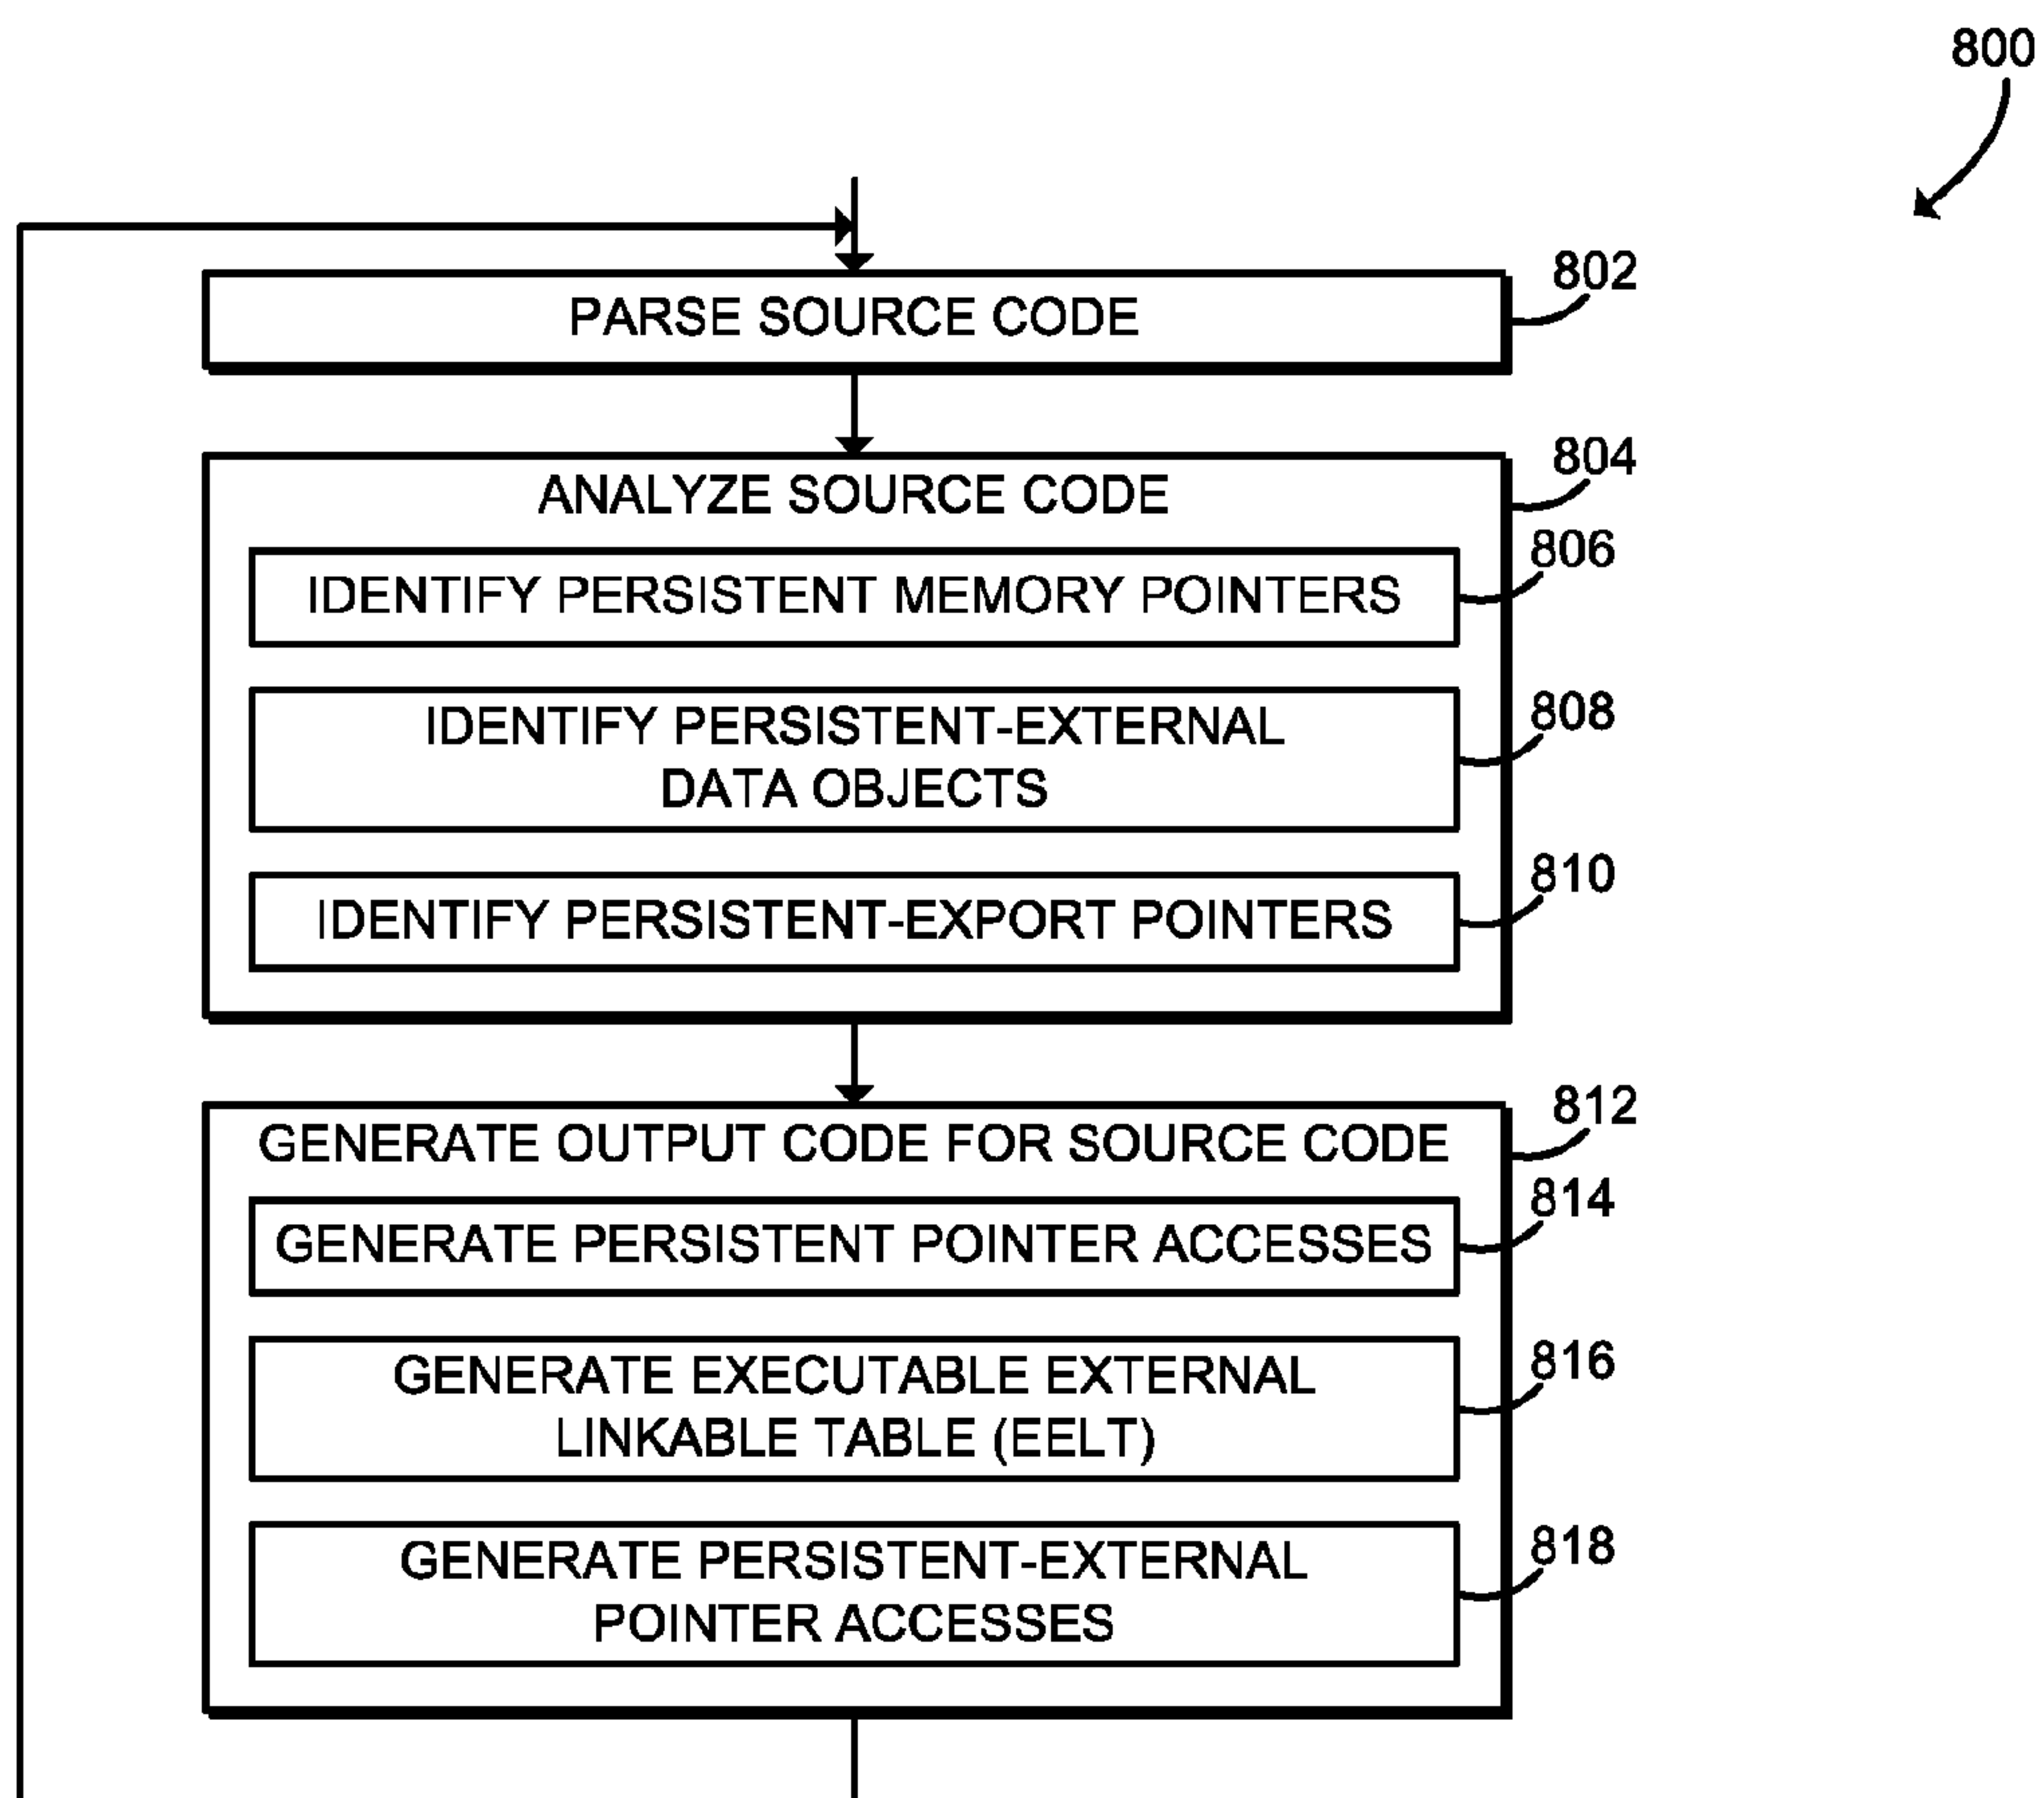 800
802
PARSE SOURCE CODE
804
ANALYZE SOURCE CODE
806
IDENTIFY PERSISTENT MEMORY POINTERS
808
IDENTIFY PERSISTENT-EXTERNAL
DATA OBJECTS
810
IDENTIFY PERSISTENT-EXPORT POINTERS
812
GENERATE OUTPUT CODE FOR SOURCE CODE
814
GENERATE PERSISTENT POINTER ACCESSES
816
GENERATE EXECUTABLE EXTERNAL
LINKABLE TABLE (EELT)
818
GENERATE PERSISTENT-EXTERNAL
POINTER ACCESSES